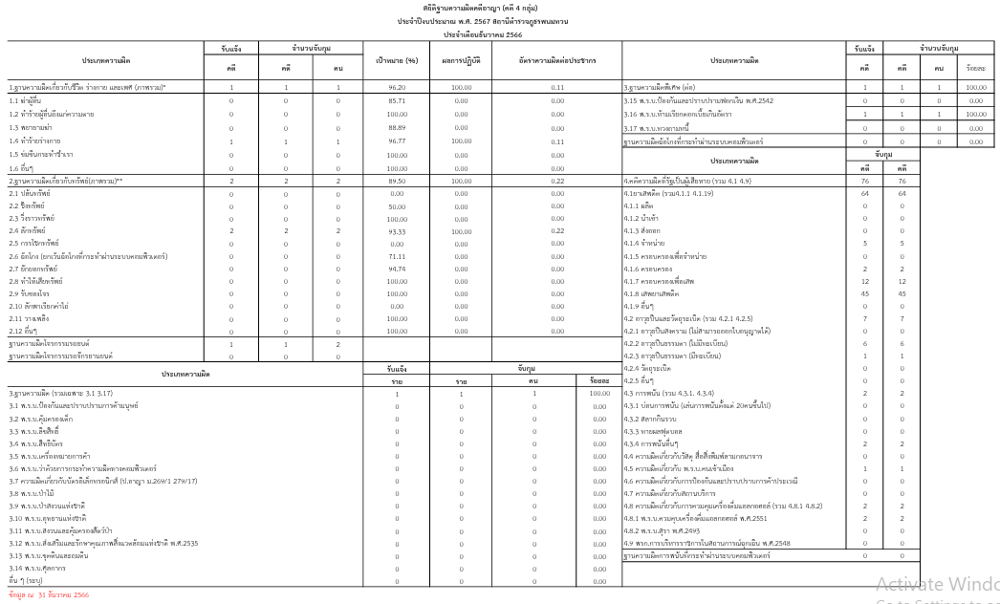 สถิติฐานความผิดคดีอาญา (คดี 4 กลุ่ม)
ประจำปีงบประมาณ พ.ศ. 2567 สถานีตำรวจภูธรพนมทวน
ประจำเดือนธันวาคม 2566
ประเภทความผิด รับแจ้ง จำนวนจับกุม เป้าหมาย (%) ผลการปฏิบัติ อัตราความผิดต่อประชากร
คดี คดี คน
1.ฐานความผิดเกี่ยวกับชีวิต ร่างกาย และเพศ (ภาพรวม)* 1 1 1 96.20 100.00 0.11
1.1 ฆ่าผู้อื่น 0 0 0 85.71 0.00 0.00
1.2 ทำร้ายผู้อื่นถึงแก่ความตาย 0 0 0 100.00 0.00 0.00
1.3 พยายามฆ่า 0 0 0 88.89 0.00 0.00
1.4 ทำร้ายร่างกาย 1 1 1 96.77 100.00 0.11
1.5 ข่มขืนกระทำชำเรา 0 0 0 100.00 0.00 0.00
1.6 อื่นๆ 0 0 0 100.00 0.00 0.00
2.ฐานความผิดเกี่ยวกับทรัพย์(ภาพรวม)** 2 2 2 89.50 100.00 0.22
2.1 ปล้นทรัพย์ 0 0 0 0.00 0.00 0.00
2.2 ชิงทรัพย์ 0 0 0 50.00 0.00 0.00
2.3 วิ่งราวทรัพย์ 0 0 0 100.00 0.00 0.00
2.4 ลักทรัพย์ 2 2 2 93.33 100.00 0.22
2.5 กรรโชกทรัพย์ 0 0 0 0.00 0.00 0.00
2.6 ฉ้อโกง (ยกเว้นฉ้อโกงที่กระทำผ่านระบบคอมพิวเตอร์) 0 0 0 71.11 0.00 0.00
2.7 ยักยอกทรัพย์ 0 0 0 94.74 0.00 0.00
2.8 ทำให้เสียทรัพย์ 0 0 0 100.00 0.00 0.00
2.9 รับของโจร 0 0 0 100.00 0.00 0.00
2.10 ลักพาเรียกค่าไถ่ 0 0 0 0.00 0.00 0.00
2.11 วางเพลิง 0 0 0 100.00 0.00 0.00
2.12 อื่นๆ 0 0 0 100.00 0.00 0.00
ฐานความผิดโจรกรรมรถยนต์ 1 1 2
ฐานความผิดโจรกรรมรถจักรยานยนต์ 0 0 0
ประเภทความผิด รับแจ้ง จับกุม
ราย ราย คน ร้อยละ
3.ฐานความผิด (รวมเฉพาะ 3.1 3.17) 1 1 1 100.00
3.1 พ.ร.บ.ป้องกันและปราบปรามการค้ามนุษย์ 0 0 0 0.00
3.2 พ.ร.บ.คุ้มครองเด็ก 0 0 0 0.00
3.3 พ.ร.บ.ลิขสิทธิ์ 0 0 0 0.00
3.4 พ.ร.บ.สิทธิบัตร 0 0 0 0.00
3.5 พ.ร.บ.เครื่องหมายการค้า 0 0 0 0.00
3.6 พ.ร.บ.ว่าด้วยการกระทำความผิดทางคอมพิวเตอร์ 0 0 0 0.00
3.7 ความผิดเกี่ยวกับบัตรอิเล็กทรอนิกส์ (ป.อาญา ม.269/1 279/17) 0 0 0 0.00
3.8 พ.ร.บ.ป่าไม้ 0 0 0 0.00
3.9 พ.ร.บ.ป่าสงวนแห่งชาติ 0 0 0 0.00
3.10 พ.ร.บ.อุทยานแห่งชาติ 0 0 0 0.00
3.11 พ.ร.บ.สงวนและคุ้มครองสัตว์ป่า 0 0 0 0.00
3.12 พ.ร.บ.ส่งเสริมและรักษาคุณภาพสิ่งแวดล้อมแห่งชาติ พ.ศ.2535 0 0 0 0.00
3.13 พ.ร.บ.ขุดดินและถมดิน 0 0 0 0.00
3.14 พ.ร.บ.ศุลกากร 0 0 0 0.00
อื่น ๆ (ระบุ) 0 0 0 0.00
ข้อมูล ณ. 31 ธันวาคม 2566
ประเภทความผิด รับแจ้ง จำนวนจับกุม
คดี คดี คน ร้อยละ
3.ฐานความผิดพิเศษ (ต่อ) 1 1 1 100.00
3.15 พ.ร.บ.ป้องกันและปราบปรามฟอกเงิน พ.ศ.2542 0 0 0 0.00
3.16 พ.ร.บ.ห้ามเรียกดอกเบี้ยเกินอัตรา 1 1 1 100.00
3.17 พ.ร.บ.ทวงถามหนี้ 0 0 0 0.00
ฐานความผิดฉ้อโกงที่กระทำผ่านระบบคอมพิวเตอร์ 0 0 0 0.00
ประเภทความผิด จับกุม
คดี คดี
4.คดีความผิดที่รัฐเป็นผู้เสียหาย (รวม 4.1 4.9) 76 76
4.1ยาเสพติด (รวม4.1.1 4.1.19) 64 64
4.1.1 ผลิต 0 0
4.1.2 นำเข้า 0 0
4.1.3 ส่งออก 0 0
4.1.4 จำหน่าย 5 5
4.1.5 ครอบครองเพื่อจำหน่าย 0 0
4.1.6 ครอบครอง 2 2
4.1.7 ครอบครองเพื่อเสพ 12 12
4.1.8 เสพยาเสพติด 45 45
4.1.9 อื่นๆ 0 0
4.2 อาวุธปืนและวัตถุระเบิด (รวม 4.2.1 4.2.5) 7 7
4.2.1 อาวุธปืนสงคราม (ไม่สามารถออกใบอนุญาตได้) 0 0
4.2.2 อาวุธปืนธรรมดา (ไม่มีทะเบียน) 6 6
4.2.3 อาวุธปืนธรรมดา (มีทะเบียน) 1 1
4.2.4 วัตถุระเบิด 0 0
4.2.5 อื่นๆ 0 0
4.3 การพนัน (รวม 4.3.1. 4.3.4) 2 2
4.3.1 บ่อนการพนัน (เล่นการพนันตั้งแต่ 20คนขึ้นไป) 0 0
4.3.2 สลากกินรวบ 0 0
4.3.3 ทายผลฟุตบอล 0 0
4.3.4 การพนันอื่นๆ 2 2
4.4 ความผิดเกี่ยวกับวัสดุ สื่อสิ่งพิมพ์ลามกอนาจาร 0 0
4.5 ความผิดเกี่ยวกับ พ.ร.บ.คนเข้าเมือง 1 1
4.6 ความผิดเกี่ยวกับการป้องกันและปราบปรามการค้าประเวณี 0 0
4.7 ความผิดเกี่ยวกับสถานบริการ 0 0
4.8 ความผิดเกี่ยวกับการควบคุมเครื่องดื่มแอลกอฮอล์ (รวม 4.8.1 4.8.2) 2 2
4.8.1 พ.ร.บ.ควบคุมเครื่องดื่มแอลกอฮอล์ พ.ศ.2551 2 2
4.8.2 พ.ร.บ.สุรา พ.ศ.2493 0 0
4.9 พรก.การบริหารราชการในสถานการณ์ฉุกเฉิน พ.ศ.2548 0 0
ฐานความผิดการพนันที่กระทำผ่านระบบคอมพิวเตอร์ 0 0
Activate Windo